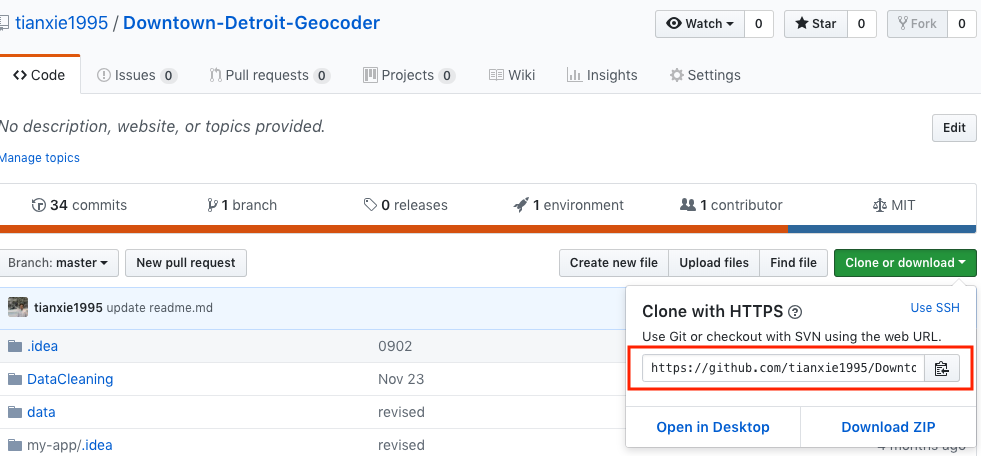 tianxie1995 / Downtown-Detroit-Geocoder
Watch 0 Star 0 Fork 0
Code Issues 0 Pull requests 0 Projects 0 Wiki Insights Settings
No description, website, or topics provided.
Edit
Manage topics
34 commits 1 branch 0 releases 1 environment 1 contributor MIT
Branch: master New pull request Create new file Upload files Find file Clone or download
tianxie1995 update readme.md
Clone with HTTPS ? Use SSH
Use Git or checkout with SVN using the web URL.
.idea 0902
https://github.com/tianxie1995/Downto
DataCleaning Nov 23
data revised
Open in Desktop Download ZIP
my-app/.idea revised 4 months ago